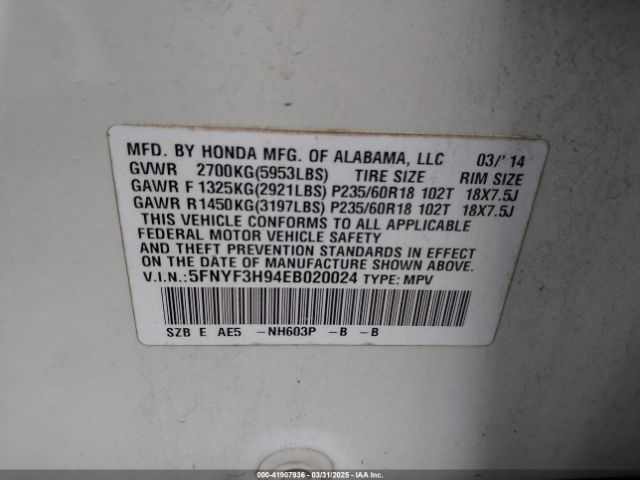 MFD. BY HONDA MFG. OF ALABAMA, LLC 03/'14
GVWR 2700KG(5953LBS) TIRE SIZE RIM SIZE
GAWR F 1325KG(2921LBS) P235/60R18 102T 18X7.5J
GAWR R1450KG(3197LBS) P235/60R18 102T 18X7.5J
THIS VEHICLE CONFORMS TO ALL APPLICABLE
FEDERAL MOTOR VEHICLE SAFETY
AND THEFT PREVENTION STANDARDS IN EFFECT
ON THE DATE OF MANUFACTURE SHOWN ABOVE.
V.I.N.:5FNYF3H94EB020024 TYPE: MPV
SZB E AE5 -NH603P -B -B
000-41907936 - 03/31/2025 - IAAI.COM